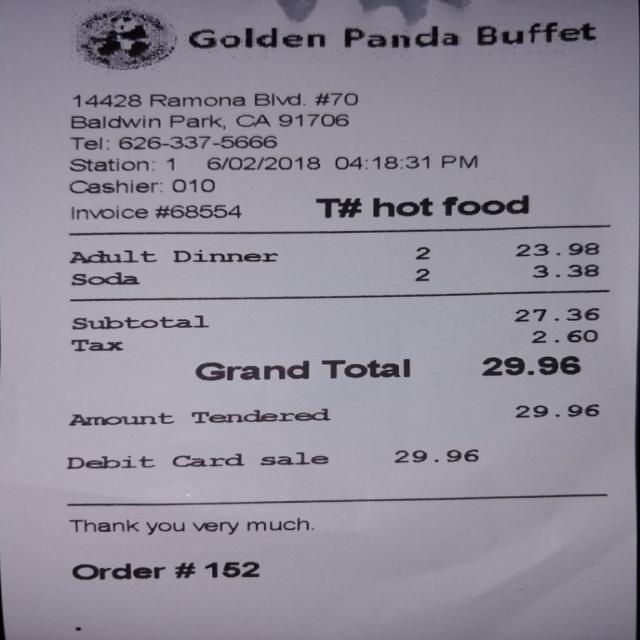 Golden Panda Buffet
14428 Ramona Blvd. #70
Baldwin Park, CA 91706
Tel: 626-337-5666
Station: 1 6/02/2018 04:18:31 PM
Cashier: 010
Invoice #68554 T# hot food
Adult Dinner 2 23.98
Soda 2 3.38
Subtotal 27.36
Tax 2.60
Grand Total 29.96
Amount Tendered 29.96
Debit Card sale 29.96
Thank you very much.
Order # 152
.